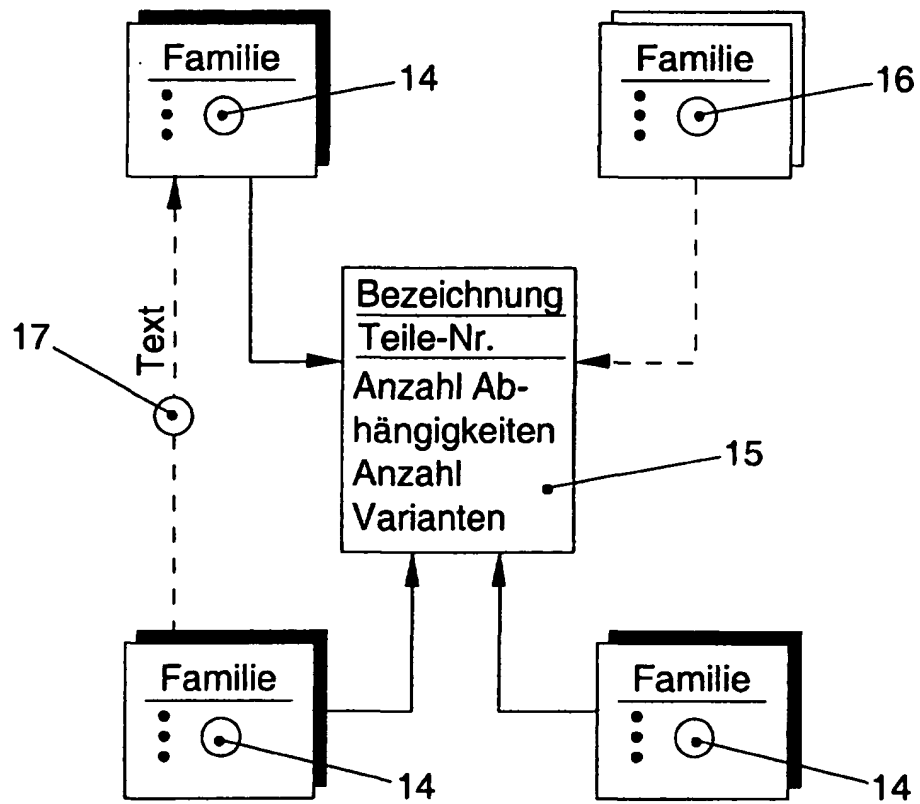 Familie
14
Familie
16
Bezeichnung
Teile-Nr.
Anzahl Ab-
hängigkeiten
Anzahl
Varianten
Text
17
15
Familie
14
Familie
14